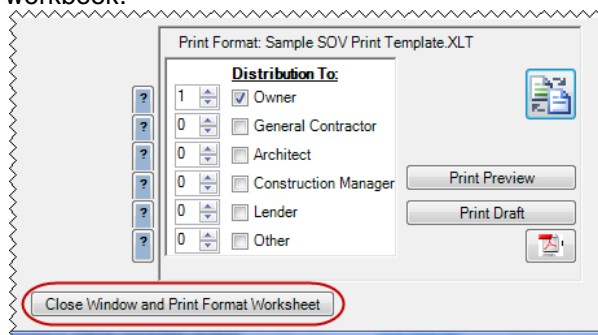 workbook.
Print Format: Sample SOV Print Template.XLT
Distribution To:
? 1 Owner
? 0 General Contractor
? 0 Architect
? 0 Construction Manager Print Preview
? 0 Lender Print Draft
? 0 Other
Close Window and Print Format Worksheet